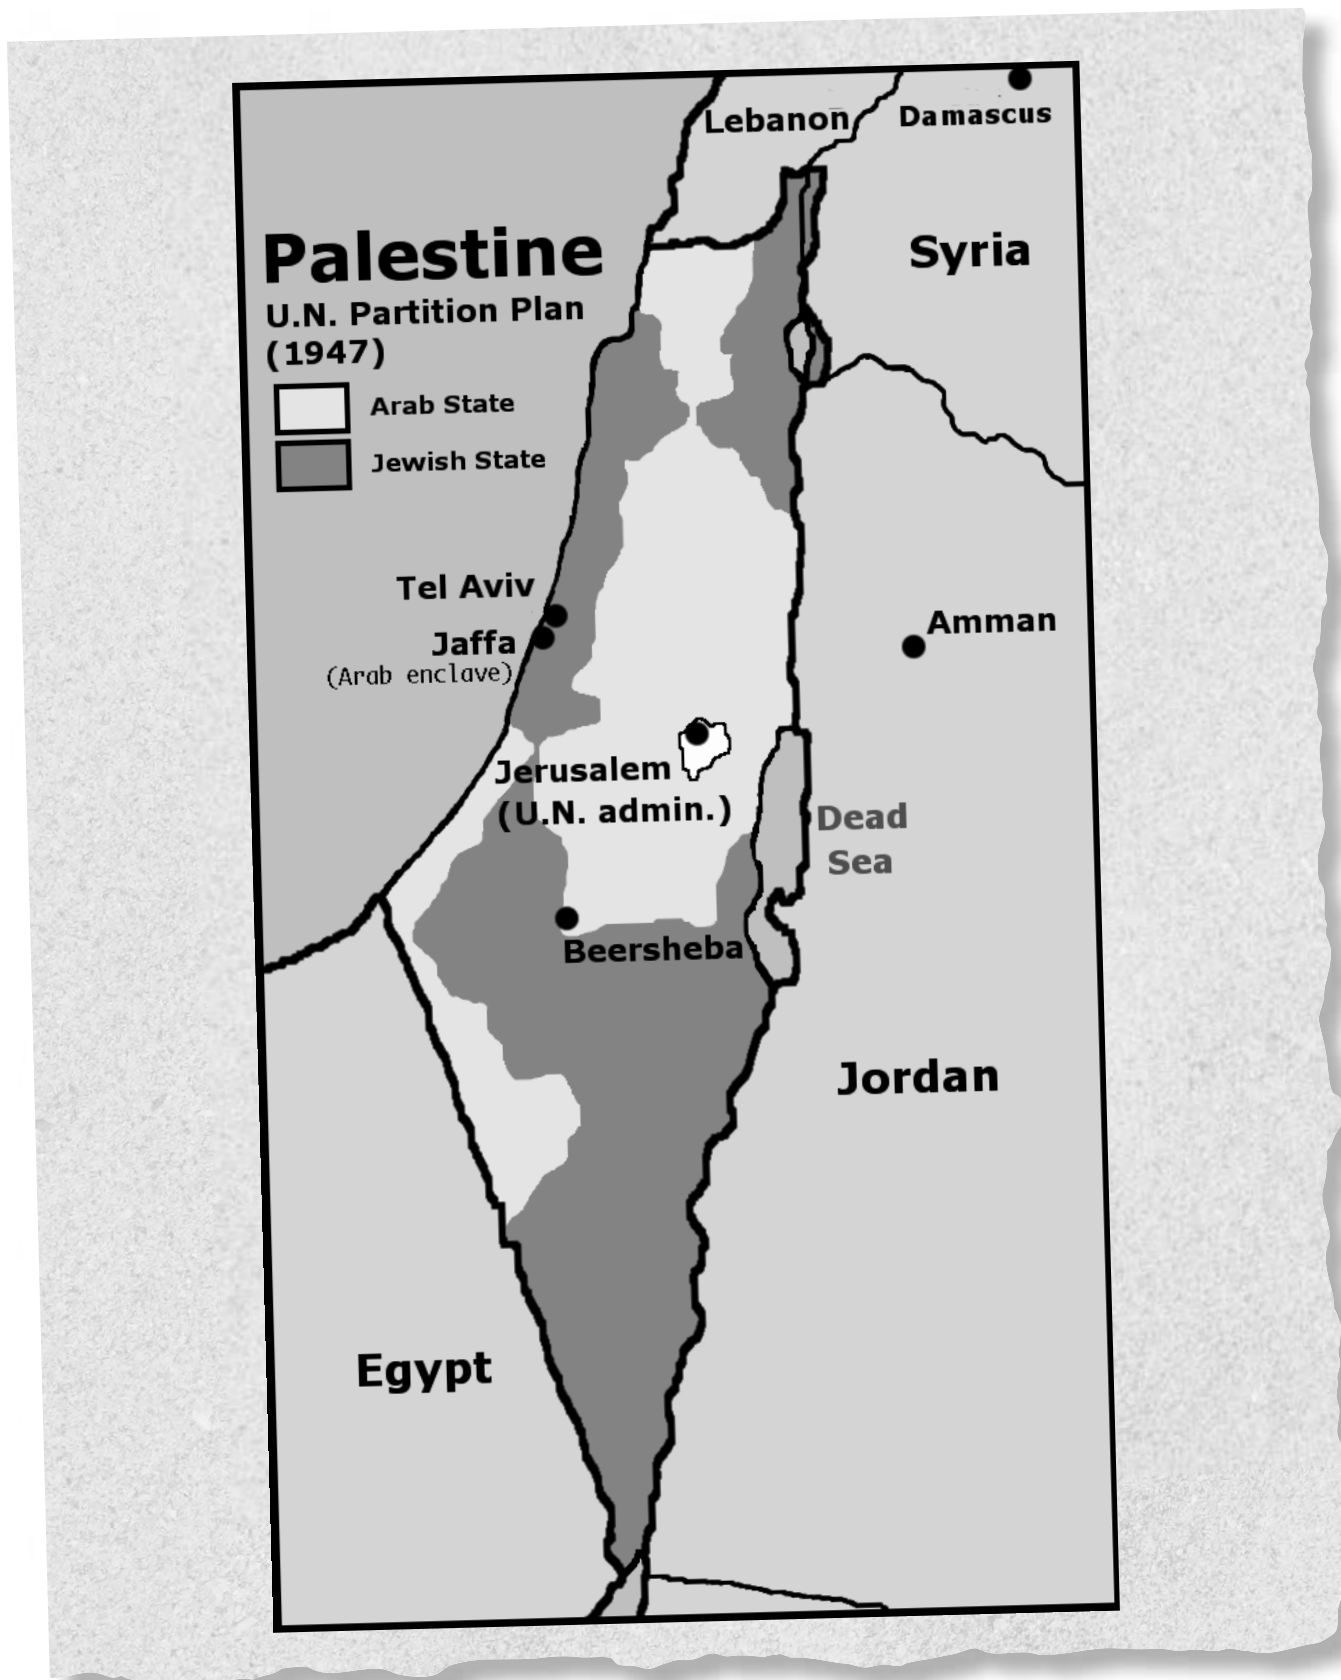 Lebanon
Damascus
Palestine
U.N. Partition Plan
(1947)
Arab State
Jewish State
Syria
Tel Aviv
Jaffa
(Arab enclave)
Amman
Jerusalem
(U.N. admin.)
Dead
Sea
Beersheba
Jordan
Egypt